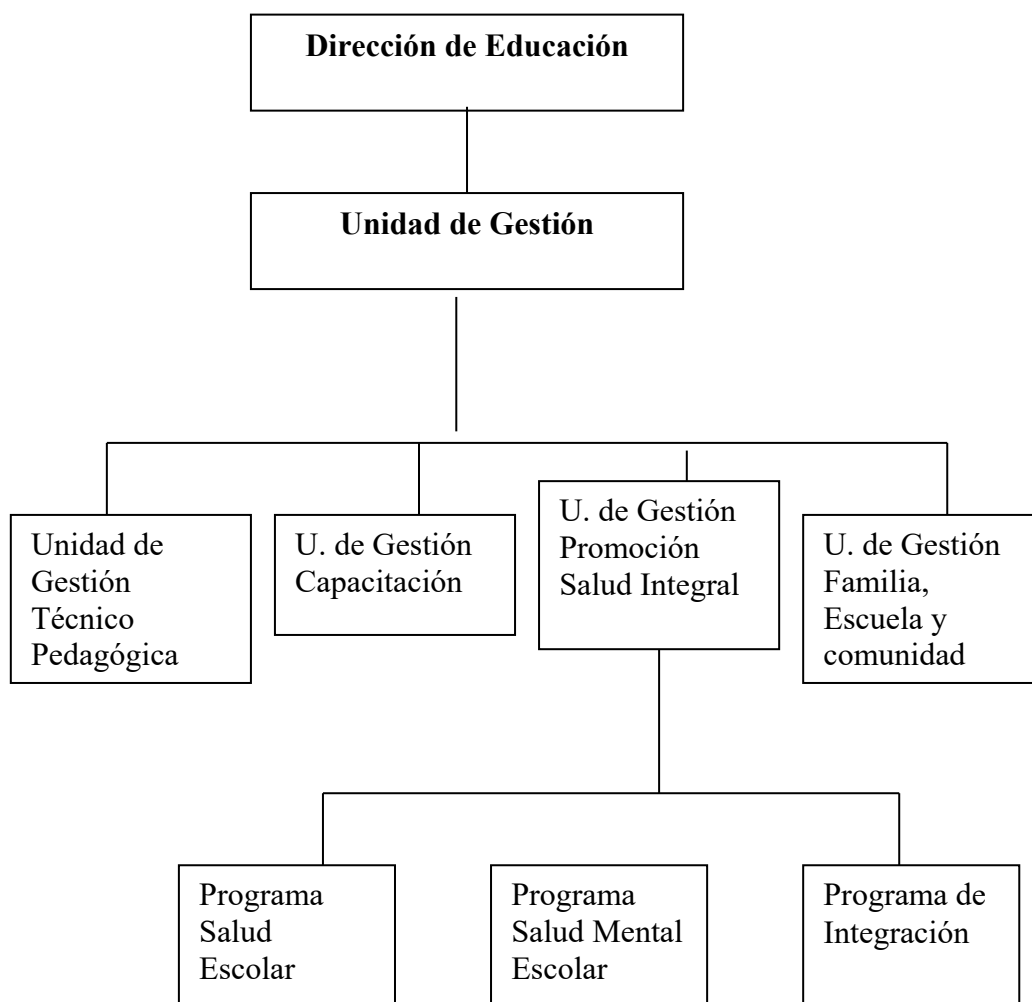 Dirección de Educación
Unidad de Gestión
Unidad de
Gestión
Técnico
Pedagógica
U. de Gestión
Capacitación
U. de Gestión
Promoción
Salud Integral
U. de Gestión
Familia,
Escuela y
comunidad
Programa
Salud
Escolar
Programa
Salud Mental
Escolar
Programa de
Integración